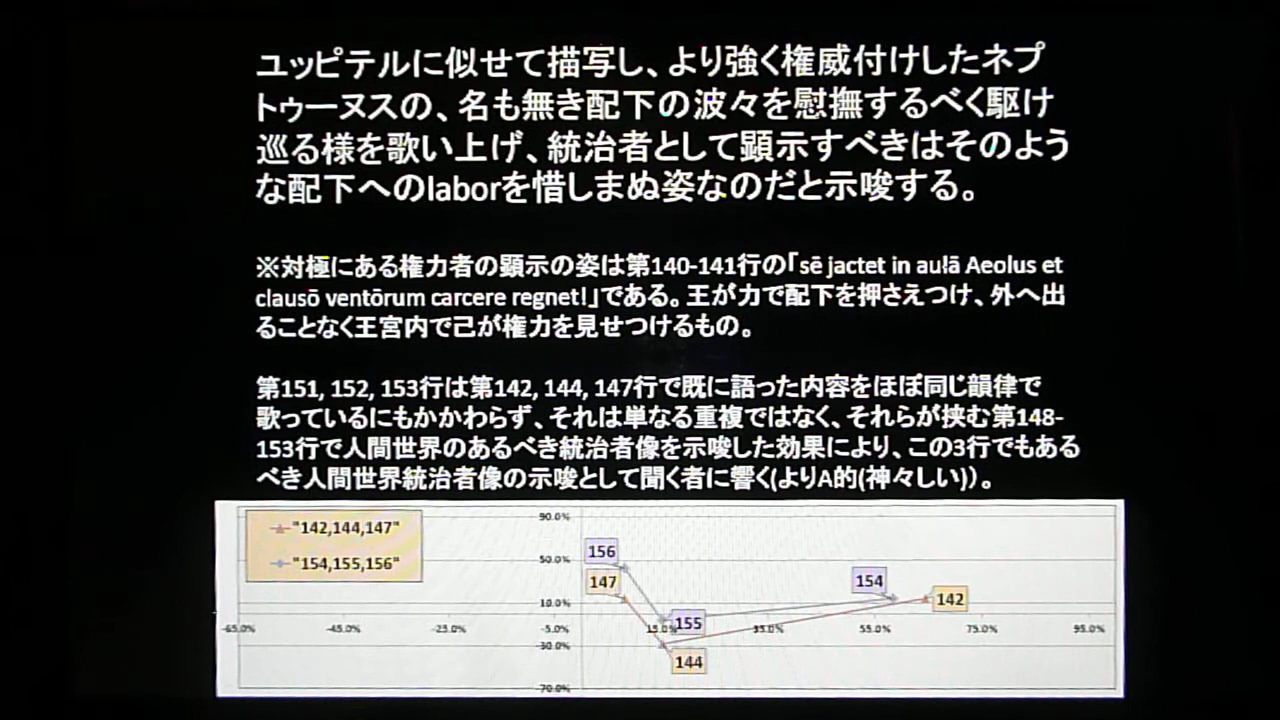 ユッピテルに似せて描写し、より強く権威付けしたネプ
トゥーヌスの、名も無き配下の波々を慰撫するべく駆け
巡る様を歌い上げ、統治者として顕示すべきはそのよう
な配下へのlaborを惜しまぬ姿なのだと示唆する。
※対極にある権力者の顕示の姿は第140-141行の「sē jactet in aulā Aeolus et
clausō ventōrum carcere regnet!」である。王が力で配下を押さえつけ、外へ出
ることなく王宮内で己が権力を見せつけるもの。
第151, 152, 153行は第142, 144, 147行で既に語った内容をほぼ同じ韻律で
歌っているにもかかわらず、それは単なる重複ではなく、それらが挟む第148-
153行で人間世界のあるべき統治者像を示唆した効果により、この3行でもある
べき人間世界統治者像の示唆として聞く者に響く(よりA的(神々しい))。
"142,144,147"
"154,155,156"
90.0%
50.0%
10.0%
-30.0%
-70.0%
-65.0% -45.0% -25.0% -5.0% 15.0% 35.0% 55.0% 75.0% 95.0%
156
147
155
144
154
142